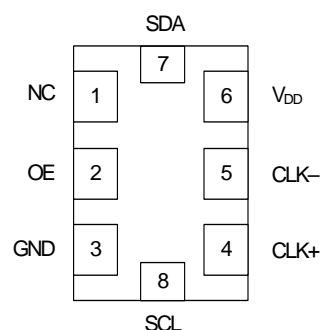 SDA
7
NC 1 6 VDD
OE 2 5 CLK–
GND 3 4 CLK+
8
SCL